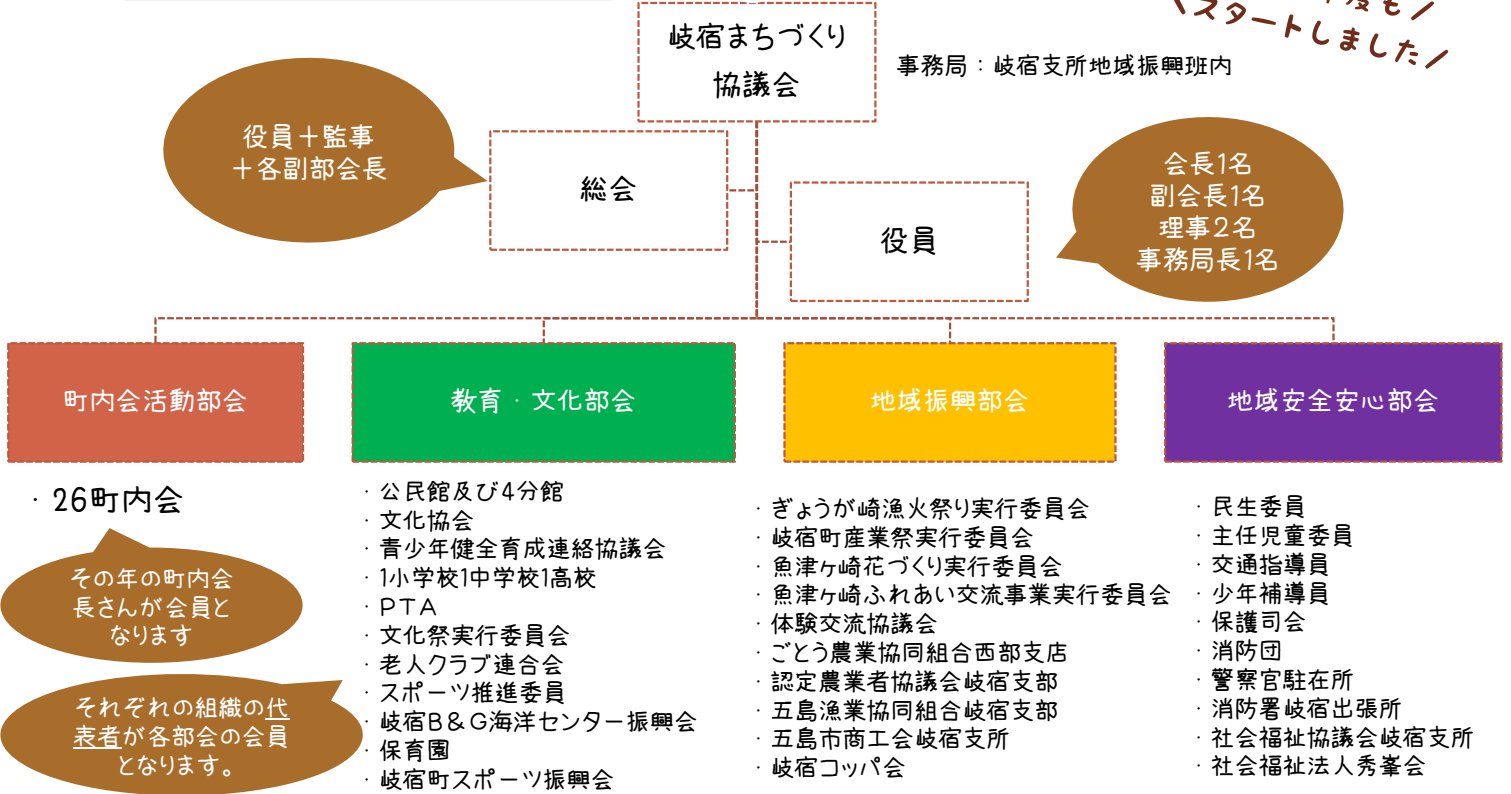 度も/
\スタートしました/
岐宿まちづくり
協議会
事務局：岐宿支所地域振興班内
役員＋監事
＋各副部会長
総会
役員
会長1名
副会長1名
理事2名
事務局長1名
町内会活動部会
教育・文化部会
地域振興部会
地域安全安心部会
・26町内会
その年の町内会
長さんが会員と
なります
それぞれの組織の代
表者が各部会の会員
となります。
・公民館及び4分館
・文化協会
・青少年健全育成連絡協議会
・1小学校1中学校1高校
・PTA
・文化祭実行委員会
・老人クラブ連合会
・スポーツ推進委員
・岐宿B＆G海洋センター振興会
・保育園
・岐宿町スポーツ振興会
・ぎょうが崎漁火祭り実行委員会
・岐宿町産業祭実行委員会
・魚津ヶ崎花づくり実行委員会
・魚津ヶ崎ふれあい交流事業実行委員会
・体験交流協議会
・ごとう農業協同組合西部支店
・認定農業者協議会岐宿支部
・五島漁業協同組合岐宿支部
・五島市商工会岐宿支所
・岐宿コッパ会
・民生委員
・主任児童委員
・交通指導員
・少年補導員
・保護司会
・消防団
・警察官駐在所
・消防署岐宿出張所
・社会福祉協議会岐宿支所
・社会福祉法人秀峯会